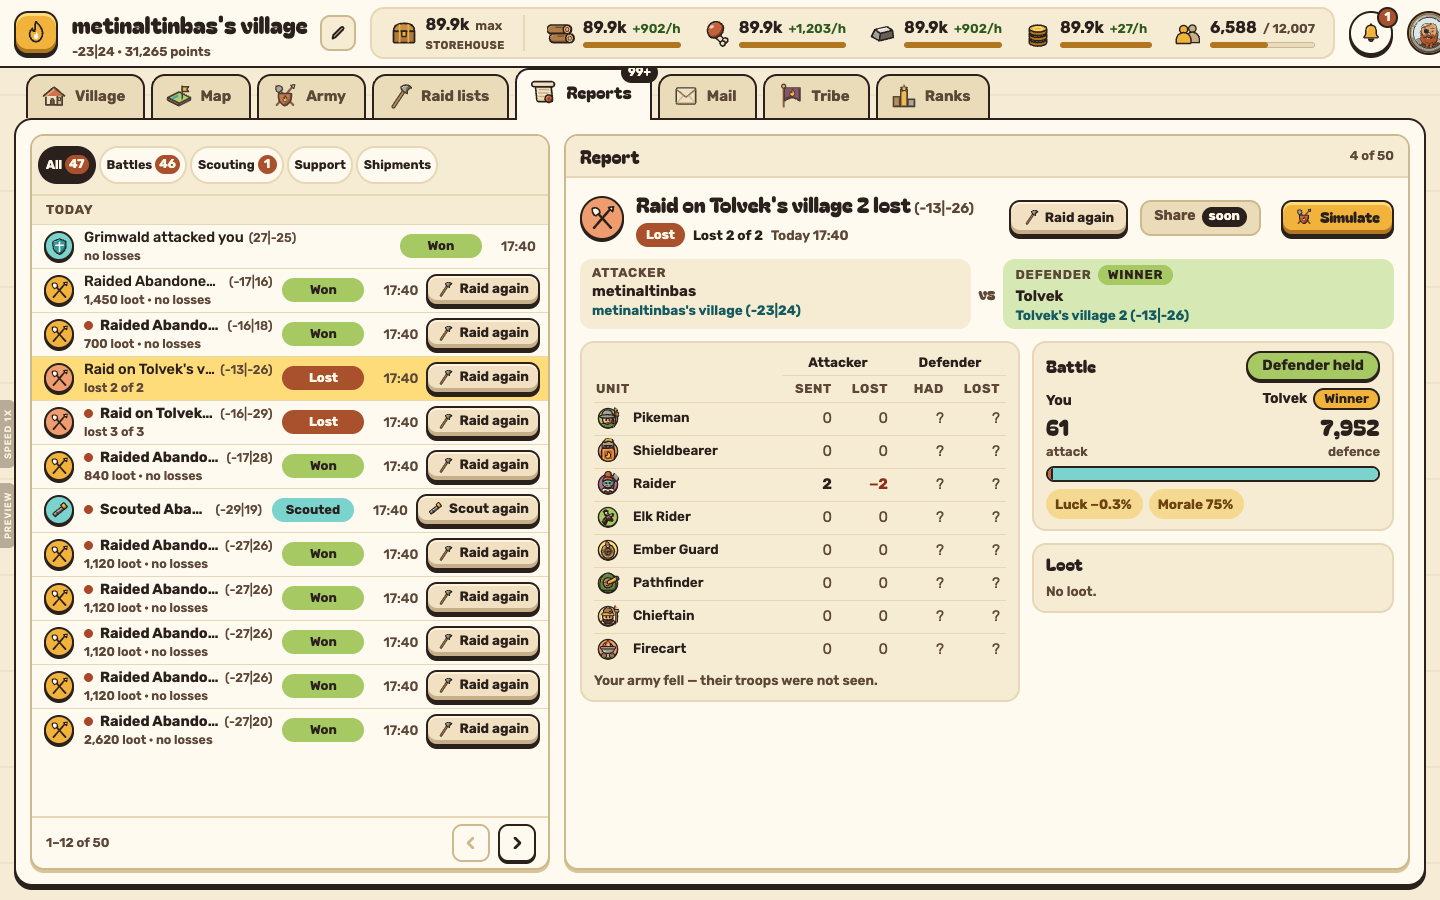 metinaltinbas's village
-23|24 • 31,265 points
89.9k max
STOREHOUSE
89.9k +902/h
89.9k +1,203/h
89.9k +902/h
89.9k +27/h
6,588 / 12,007
1
Village
Map
Army
Raid lists
Reports
99+
Mail
Tribe
Ranks
SPEED 1X
PREVIEW
All 47
Battles 46
Scouting 1
Support
Shipments
TODAY
Grimwald attacked you (27|-25)
no losses
Won
17:40
Raided Abandone... (-17|16)
1,450 loot • no losses
Won
17:40
Raid again
Raided Abando... (-16|18)
700 loot • no losses
Won
17:40
Raid again
Raid on Tolvek's v... (-13|-26)
lost 2 of 2
Lost
17:40
Raid again
Raid on Tolvek... (-16|-29)
lost 3 of 3
Lost
17:40
Raid again
Raided Abando... (-17|28)
840 loot • no losses
Won
17:40
Raid again
Scouted Aba... (-29|19)
Scouted
17:40
Scout again
Raided Abando... (-27|26)
1,120 loot • no losses
Won
17:40
Raid again
Raided Abando... (-27|26)
1,120 loot • no losses
Won
17:40
Raid again
Raided Abando... (-27|26)
1,120 loot • no losses
Won
17:40
Raid again
Raided Abando... (-27|26)
1,120 loot • no losses
Won
17:40
Raid again
Raided Abando... (-27|20)
2,620 loot • no losses
Won
17:40
Raid again
1–12 of 50
Report
4 of 50
Raid on Tolvek's village 2 lost (-13|-26)
Lost Lost 2 of 2 Today 17:40
Raid again
Share soon
Simulate
ATTACKER
metinaltinbas
metinaltinbas's village (-23|24)
VS
DEFENDER WINNER
Tolvek
Tolvek's village 2 (-13|-26)
Attacker Defender
UNIT SENT LOST HAD LOST
Pikeman 0 0 ? ?
Shieldbearer 0 0 ? ?
Raider 2 −2 ? ?
Elk Rider 0 0 ? ?
Ember Guard 0 0 ? ?
Pathfinder 0 0 ? ?
Chieftain 0 0 ? ?
Firecart 0 0 ? ?
Your army fell — their troops were not seen.
Battle
Defender held
You
Tolvek Winner
61
7,952
attack
defence
Luck −0.3%
Morale 75%
Loot
No loot.